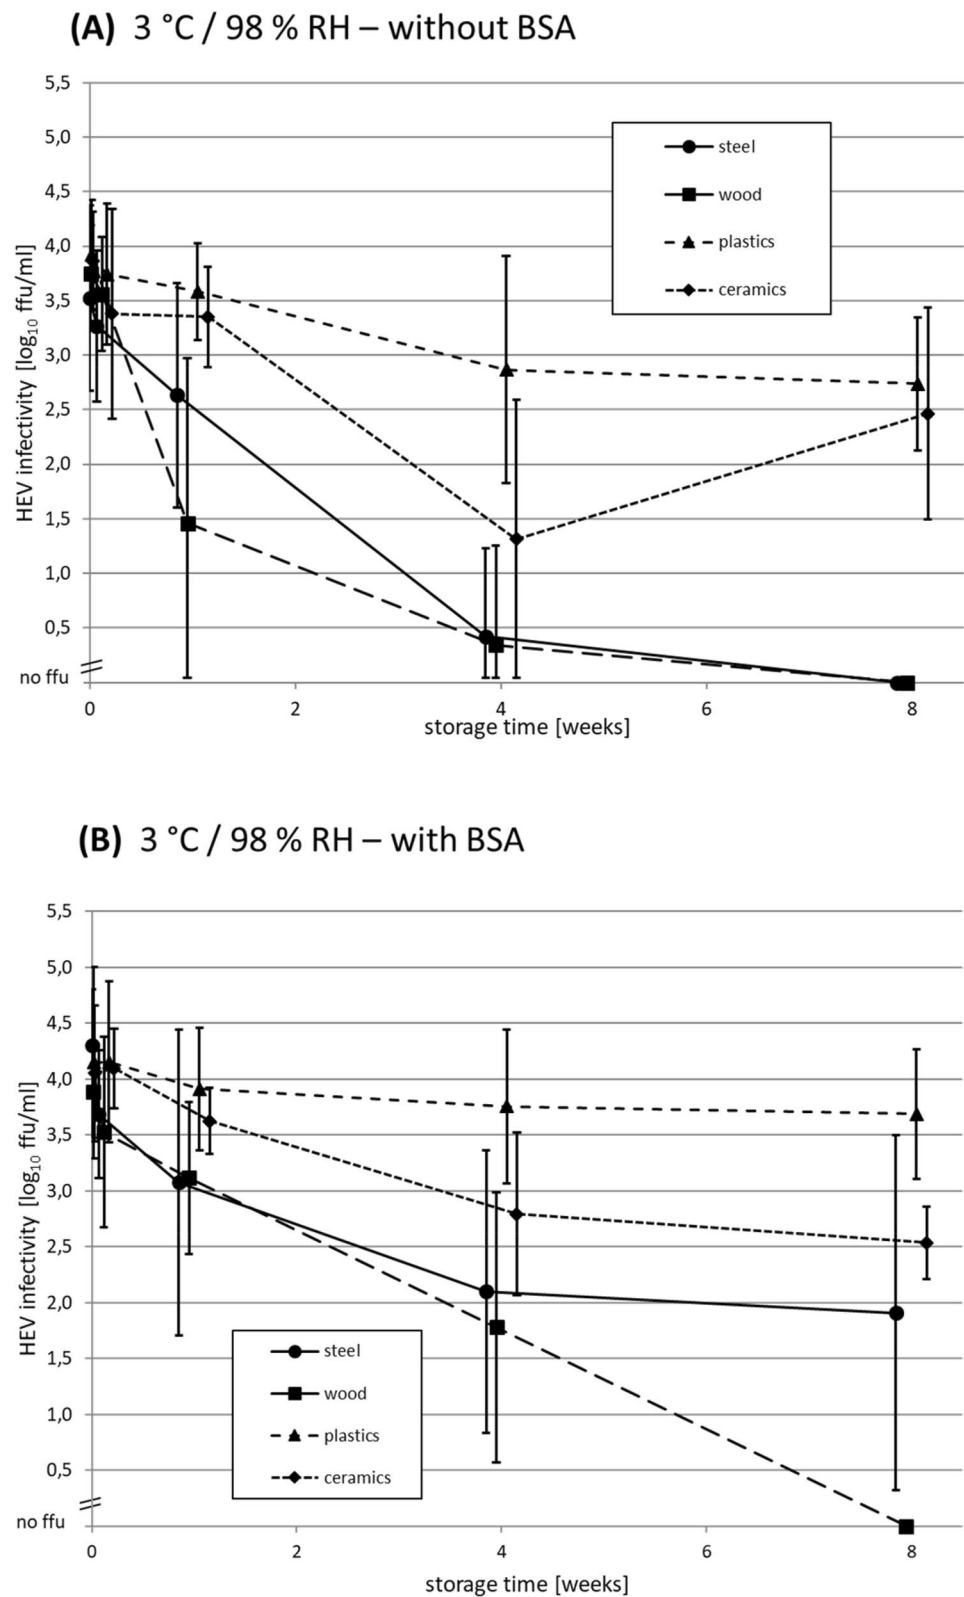 (A) 3 °C / 98 % RH – without BSA
5,5
5,0
4,5
4,0
3,5
3,0
2,5
2,0
1,5
1,0
0,5
no ffu
HEV infectivity [log10 ffu/ml]
steel
wood
plastics
ceramics
0 2 4 6 8
storage time [weeks]
(B) 3 °C / 98 % RH – with BSA
5,5
5,0
4,5
4,0
3,5
3,0
2,5
2,0
1,5
1,0
0,5
no ffu
HEV infectivity [log10 ffu/ml]
steel
wood
plastics
ceramics
0 2 4 6 8
storage time [weeks]